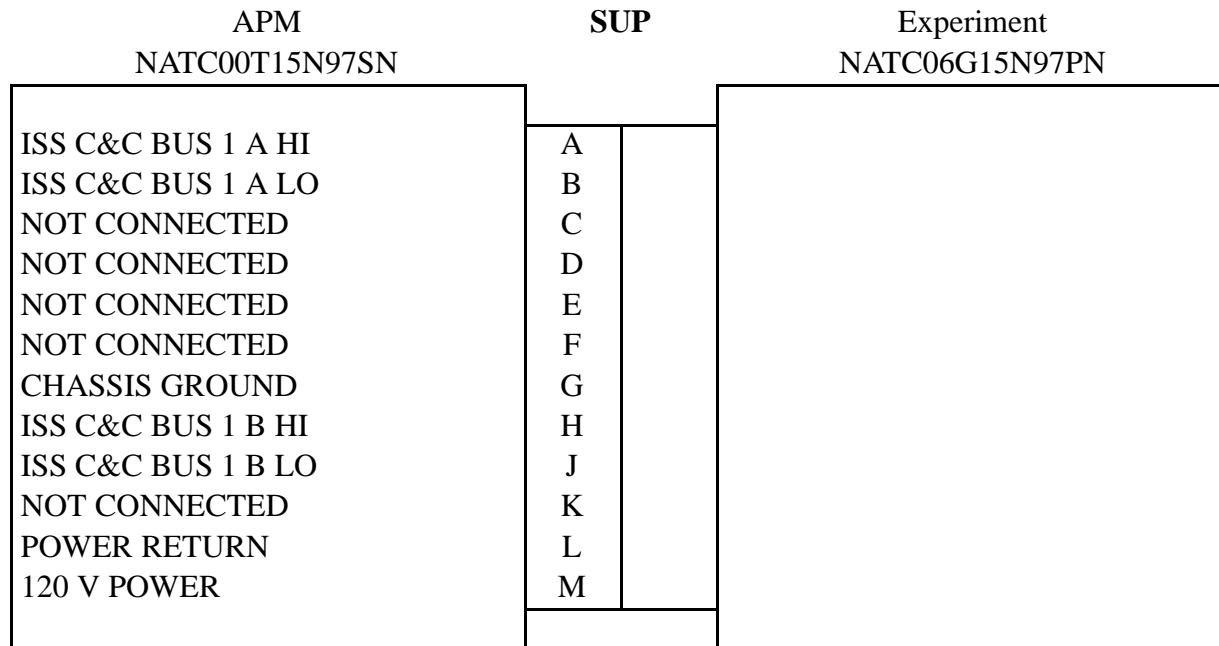 APM SUP Experiment
NATC00T15N97SN NATC06G15N97PN
ISS C&C BUS 1 A HI A
ISS C&C BUS 1 A LO B
NOT CONNECTED C
NOT CONNECTED D
NOT CONNECTED E
NOT CONNECTED F
CHASSIS GROUND G
ISS C&C BUS 1 B HI H
ISS C&C BUS 1 B LO J
NOT CONNECTED K
POWER RETURN L
120 V POWER M